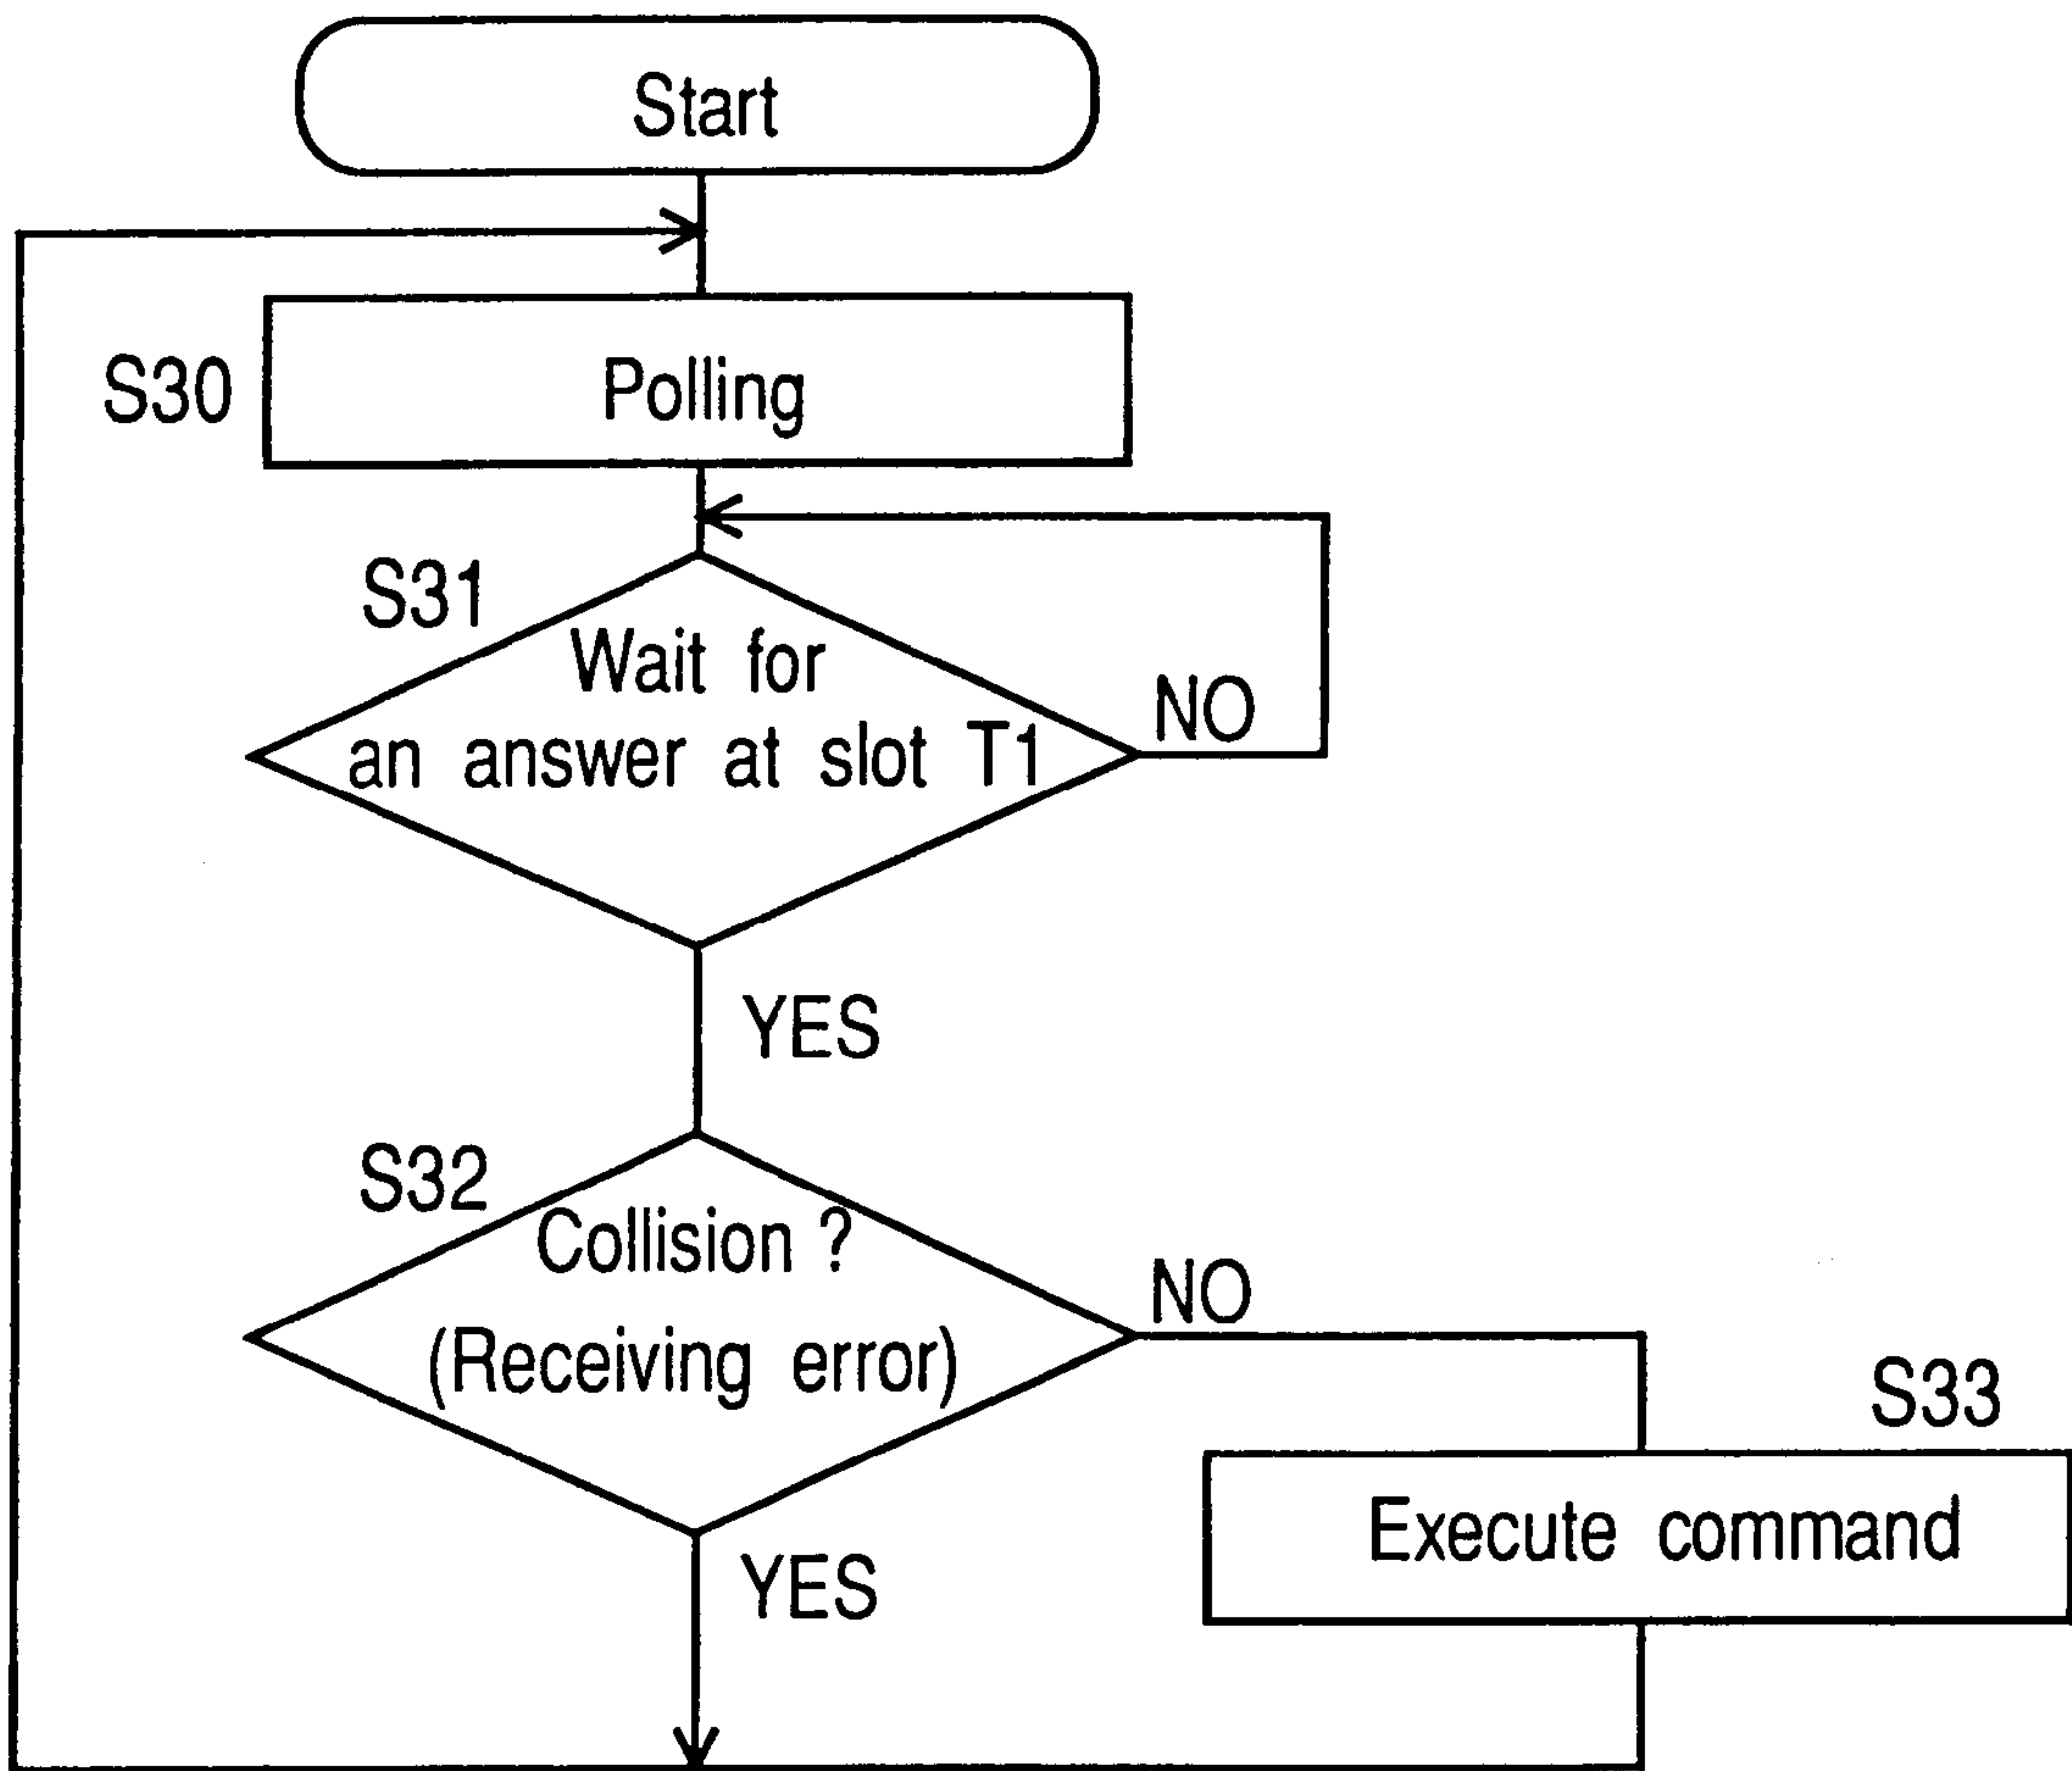 Start
S30
Polling
S31
Wait for
an answer at slot T1
NO
YES
S32
Collision ?
(Receiving error)
NO
S33
Execute command
YES